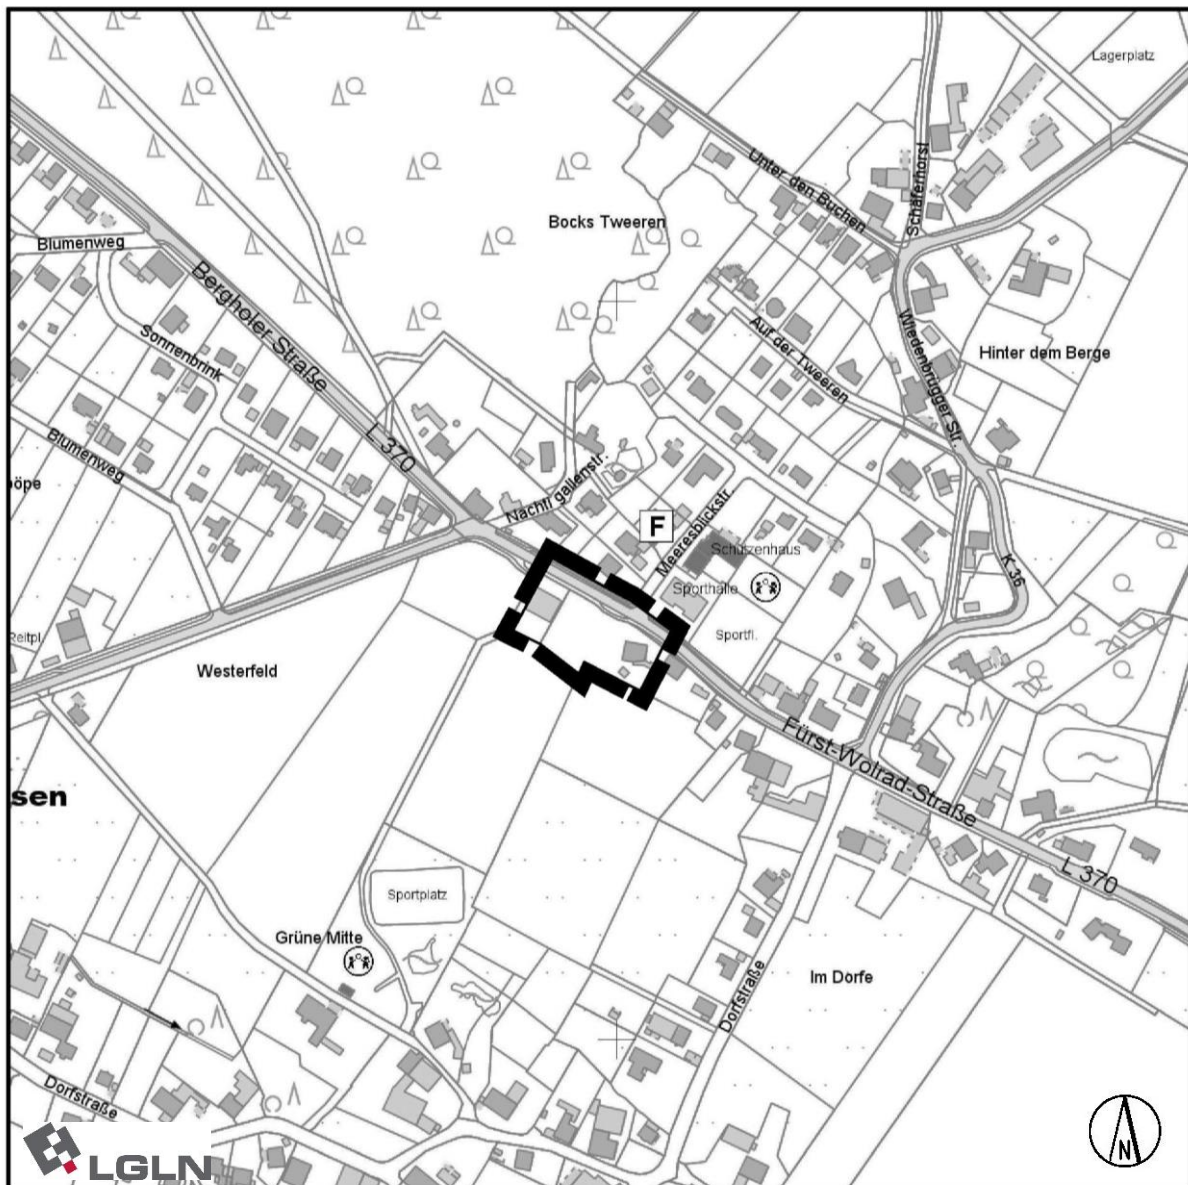 Lagerplatz
Unter den Buchen
Schäferhorst
Bocks Tweeren
Blumenweg
Bergholer Straße
Sonnenbrink
Auf der Tweeren
Wiedenbrügger Str.
Hinter dem Berge
L 370
Blumenweg
öpe
Nachtigallenstr.
F
Meeresblickstr.
Schützenhaus
K 36
Sporthalle
Reitpl.
Sportfl.
Westerfeld
Fürst-Wolrad-Straße
sen
L 370
Sportplatz
Grüne Mitte
Im Dorfe
Dorfstraße
Dorfstraße
N
LGLN